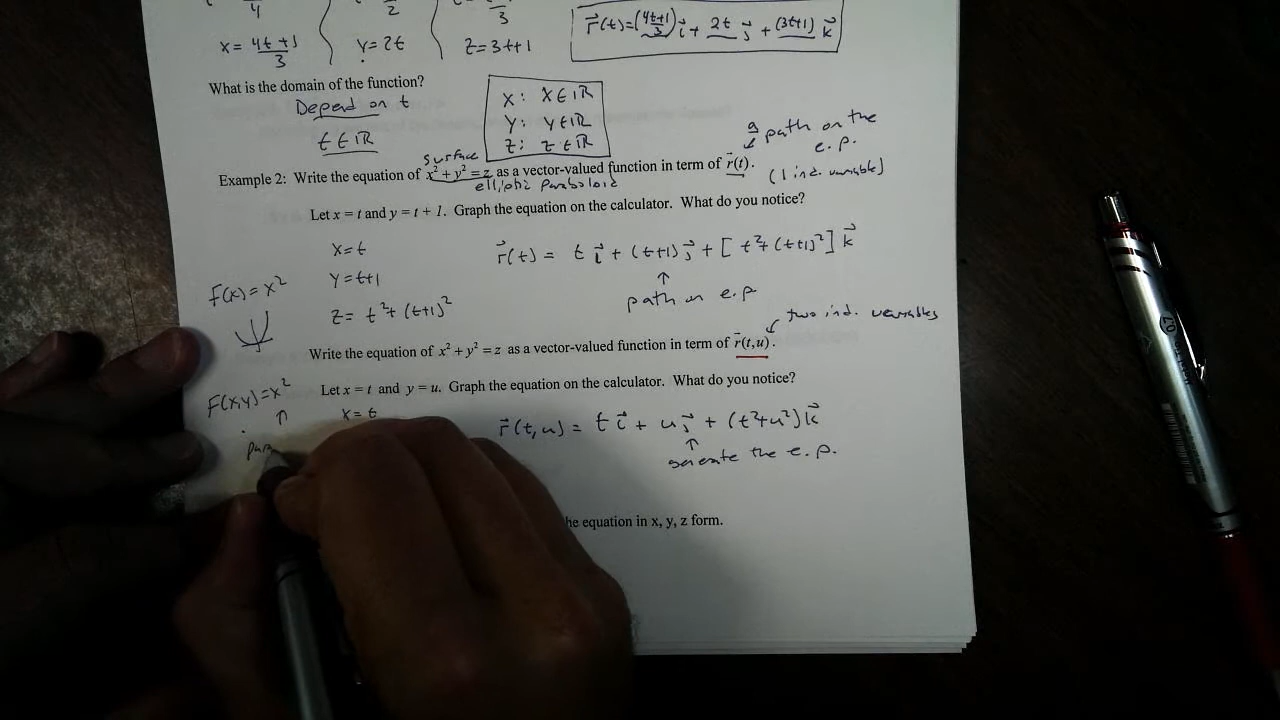 4 2 3
x = 4t+1/3 y = 2t z = 3t+1
r(t) = (4t+1/3) i + 2t j + (3t+1) k
What is the domain of the function?
Depend on t
t ∈ ℝ
X: X ∈ ℝ
Y: Y ∈ ℝ
Z: Z ∈ ℝ
a path on the
e.p.
(1 ind. variable)
surface
Example 2: Write the equation of x² + y² = z as a vector-valued function in term of r(t).
elliptic paraboloid
Let x = t and y = t + 1. Graph the equation on the calculator. What do you notice?
x = t
y = t+1
z = t² + (t+1)²
r(t) = t i + (t+1) j + [t² + (t+1)²] k
↑
path on e.p
F(x) = x²
two ind. variables
Write the equation of x² + y² = z as a vector-valued function in term of r(t,u).
Let x = t and y = u. Graph the equation on the calculator. What do you notice?
F(x,y) = x²
↑
x = t
r(t,u) = t i + u j + (t² + u²) k
↑
generate the e.p.
para
he equation in x, y, z form.